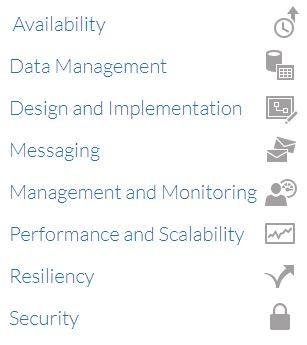 Availability
Data Management
Design and Implementation
Messaging
Management and Monitoring
Performance and Scalability
Resiliency
Security